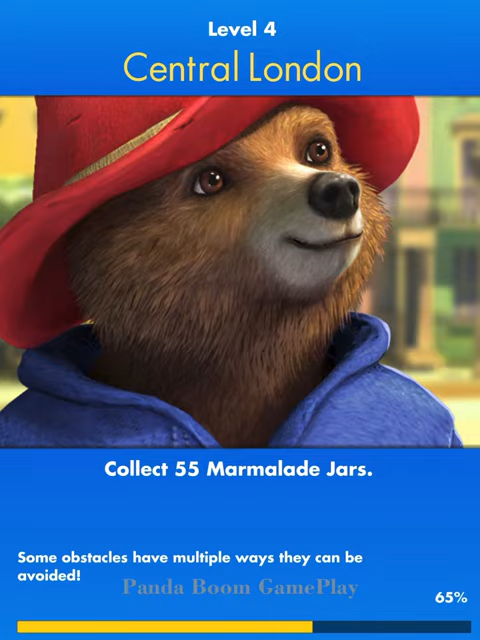 Level 4
Central London
Collect 55 Marmalade Jars.
Some obstacles have multiple ways they can be
avoided!
Panda Boom GamePlay
65%